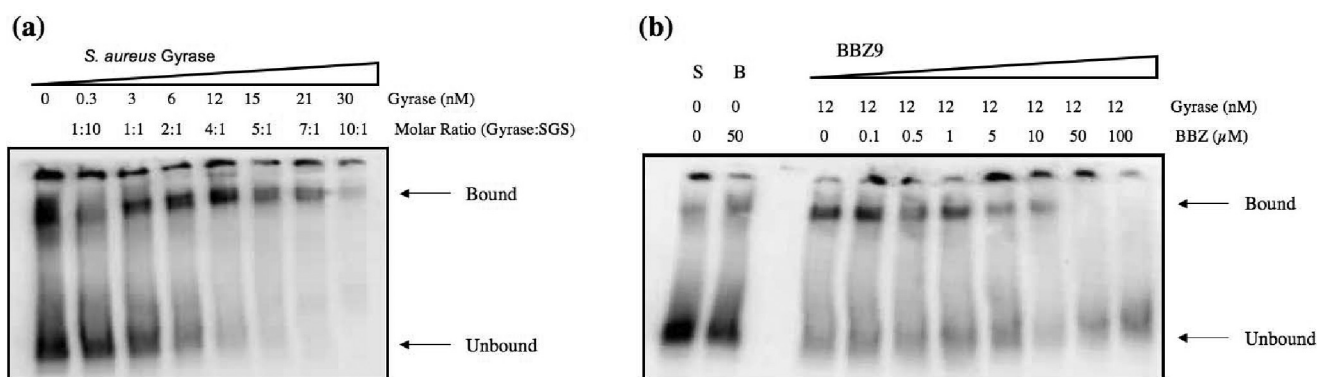 (a)
S. aureus Gyrase
0 0.3 3 6 12 15 21 30 Gyrase (nM)
1:10 1:1 2:1 4:1 5:1 7:1 10:1 Molar Ratio (Gyrase:SGS)
Bound
Unbound
(b)
BBZ9
S B
0 0 12 12 12 12 12 12 12 12 Gyrase (nM)
0 50 0 0.1 0.5 1 5 10 50 100 BBZ (µM)
Bound
Unbound